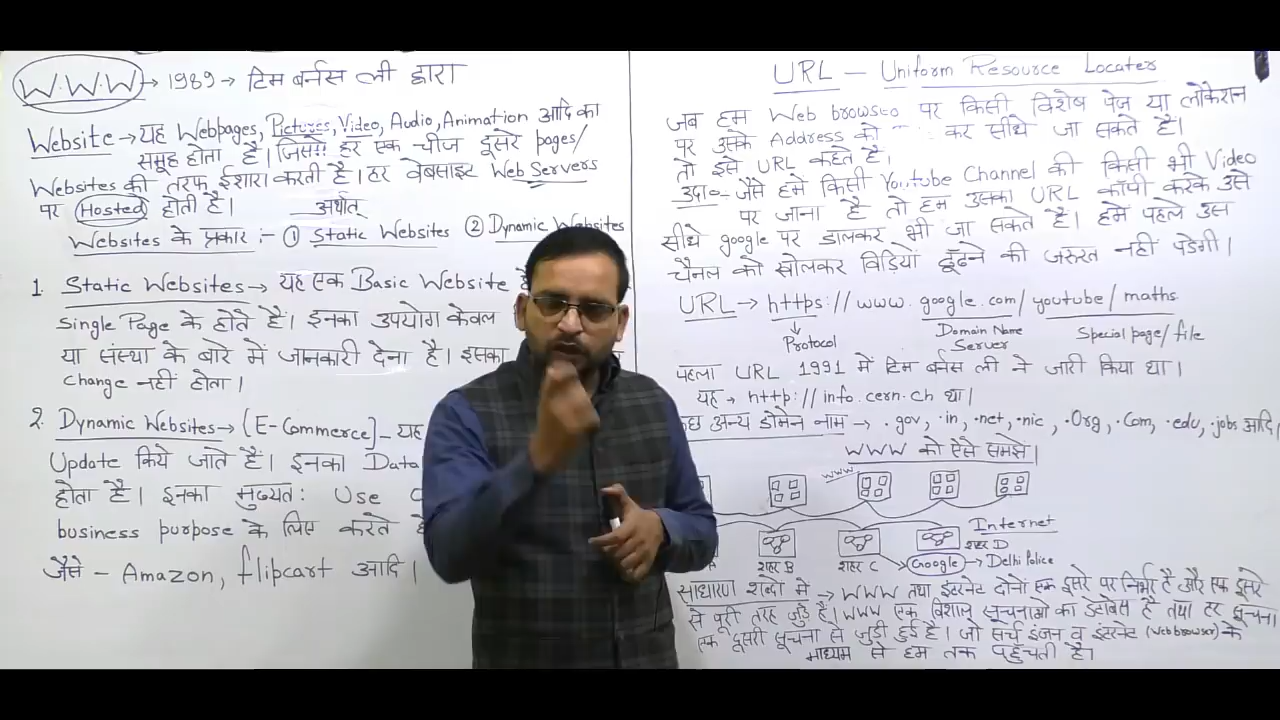 W.W.W → 1989 → टिम बर्नस ली द्वारा
Website → यह Webpages, Pictures, Video, Audio, Animation आदि का
समूह होता है। जिसमें हर एक चीज दूसरे pages/
Websites की तरफ ईशारा करती है। हर वेबसाइट Web Servers
पर Hosted होती है। अर्थात्
Websites के प्रकार :- ① Static Websites ② Dynamic Websites
1. Static Websites → यह एक Basic Website
Single Page के होते हैं। इनका उपयोग केवल
या संस्था के बारे में जानकारी देना है। इसका
Change नहीं होता।
2. Dynamic Websites → (E-Commerce) - यह
Update किये जाते हैं। इनका Data
होता है। इनका मुख्यत: Use
business purpose के लिए करते
जैसे - Amazon, flipcart आदि।
URL — Uniform Resource Locater
जब हम Web browser पर किसी विशेष पेज या लोकेशन
पर उसके Address को कर सीधे जा सकते है।
तो इसे URL कहते है।
उदा०- जैसे हमें किसी Youtube Channel की किसी भी Video
पर जाना है तो हम उसका URL कॉपी करके उसे
सीधे google पर डालकर भी जा सकते है। हमें पहले उस
चैनल को खोलकर विडियों ढूँढने की जरुरत नहीं पडेगी।
URL → https://www.google.com/youtube/maths
Protocol Domain Name Special page/file
Server
पहला URL 1991 में टिम बर्नस ली ने जारी किया था।
यह → http://info.cern.ch था।
अन्य डोमेन नाम → .gov, .in, .net, .nic, .Org, .Com, .edu, .jobs आदि।
WWW को ऐसे समझे।
WWW
Internet
शहर B शहर C शहर D
Google → Delhi Police
साधारण शब्दो में → WWW तथा इंटरनेट दोनों एक दूसरे पर निर्भर है और एक दूसरे
से पूरी तरह जुडे है। WWW एक विशाल सूचनाओ का डेटाबेस है तथा हर सूचना
एक दूसरी सूचना से जुडी हुई है। जो सर्च इंजन व इंटरनेट (Web browser) के
माध्यम से हम तक पहुँचती है।